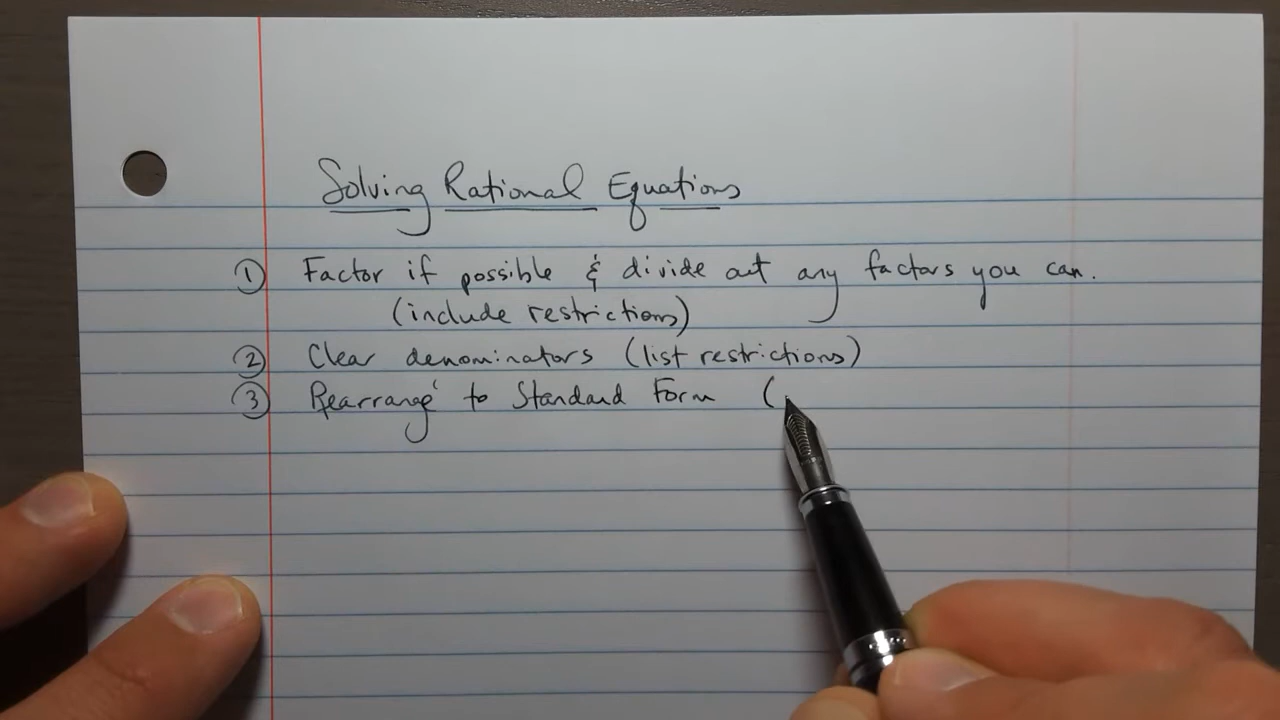 Solving Rational Equations
① Factor if possible & divide out any factors you can.
(include restrictions)
② Clear denominators (list restrictions)
③ Rearrange to Standard Form (